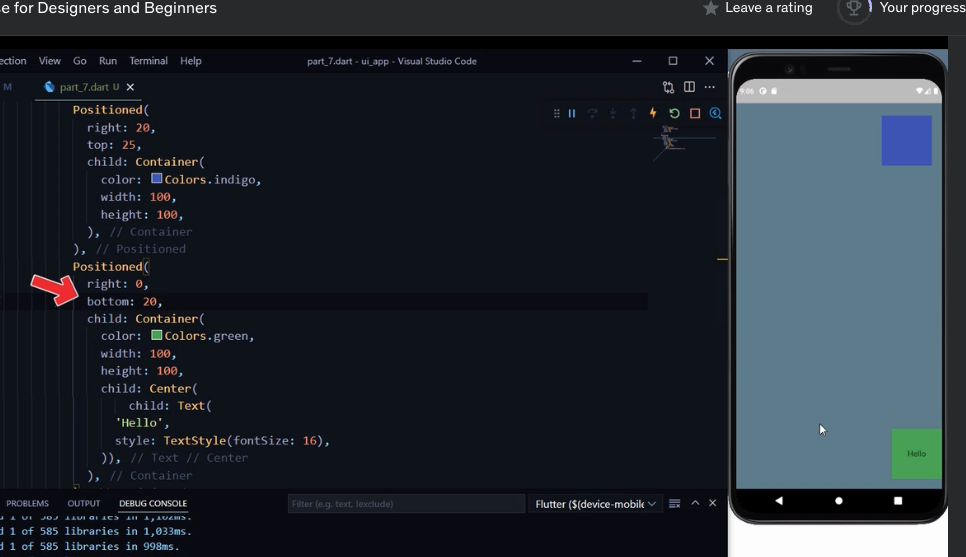 e for Designers and Beginners
Leave a rating
Your progress
ection View Go Run Terminal Help
part_7.dart - ui_app - Visual Studio Code
M
part_7.dart U
Positioned(
right: 20,
top: 25,
child: Container(
color: Colors.indigo,
width: 100,
height: 100,
), // Container
), // Positioned
Positioned(
right: 0,
bottom: 20,
child: Container(
color: Colors.green,
width: 100,
height: 100,
child: Center(
child: Text(
'Hello',
style: TextStyle(fontSize: 16),
)), // Text // Center
), // Container
PROBLEMS OUTPUT DEBUG CONSOLE
Filter (e.g. text, !exclude)
Flutter ($(device-mobile
d 1 of 585 libraries in 1,102ms.
d 1 of 585 libraries in 1,033ms.
d 1 of 585 libraries in 998ms.
Hello